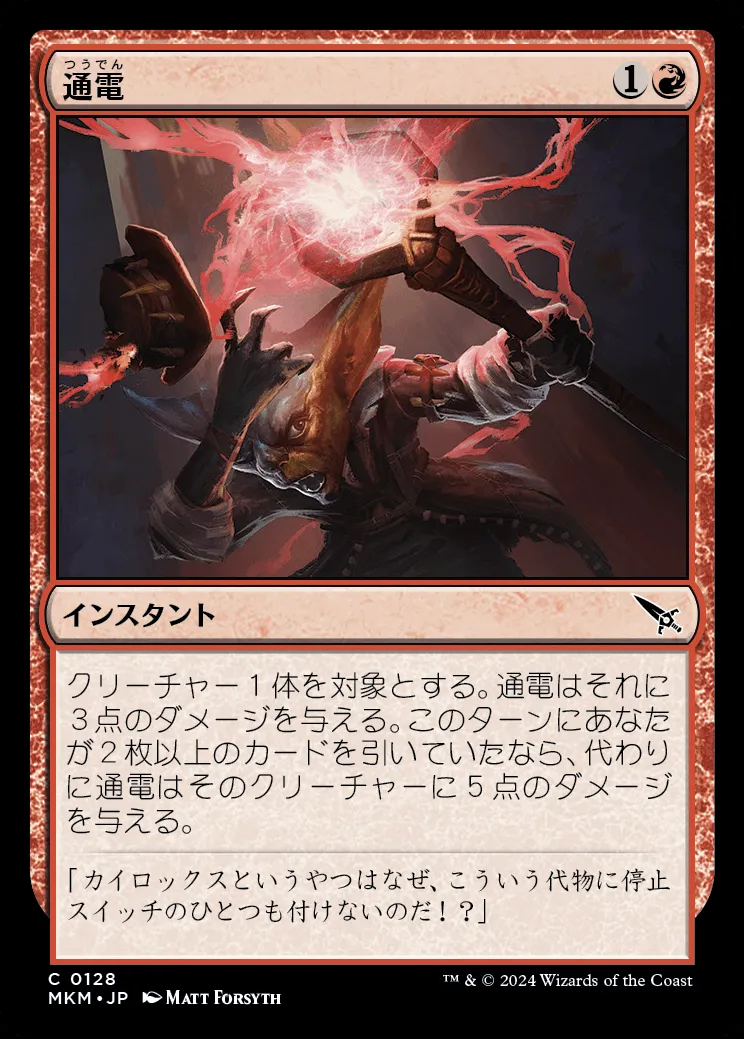 つうでん
通電
1
インスタント
クリーチャー1体を対象とする。通電はそれに
3点のダメージを与える。このターンにあなた
が2枚以上のカードを引いていたなら、代わり
に通電はそのクリーチャーに5点のダメージ
を与える。
「カイロックスというやつはなぜ、こういう代物に停止
スイッチのひとつも付けないのだ!?」
C 0128
MKM • JP MATT FORSYTH
™ & © 2024 Wizards of the Coast